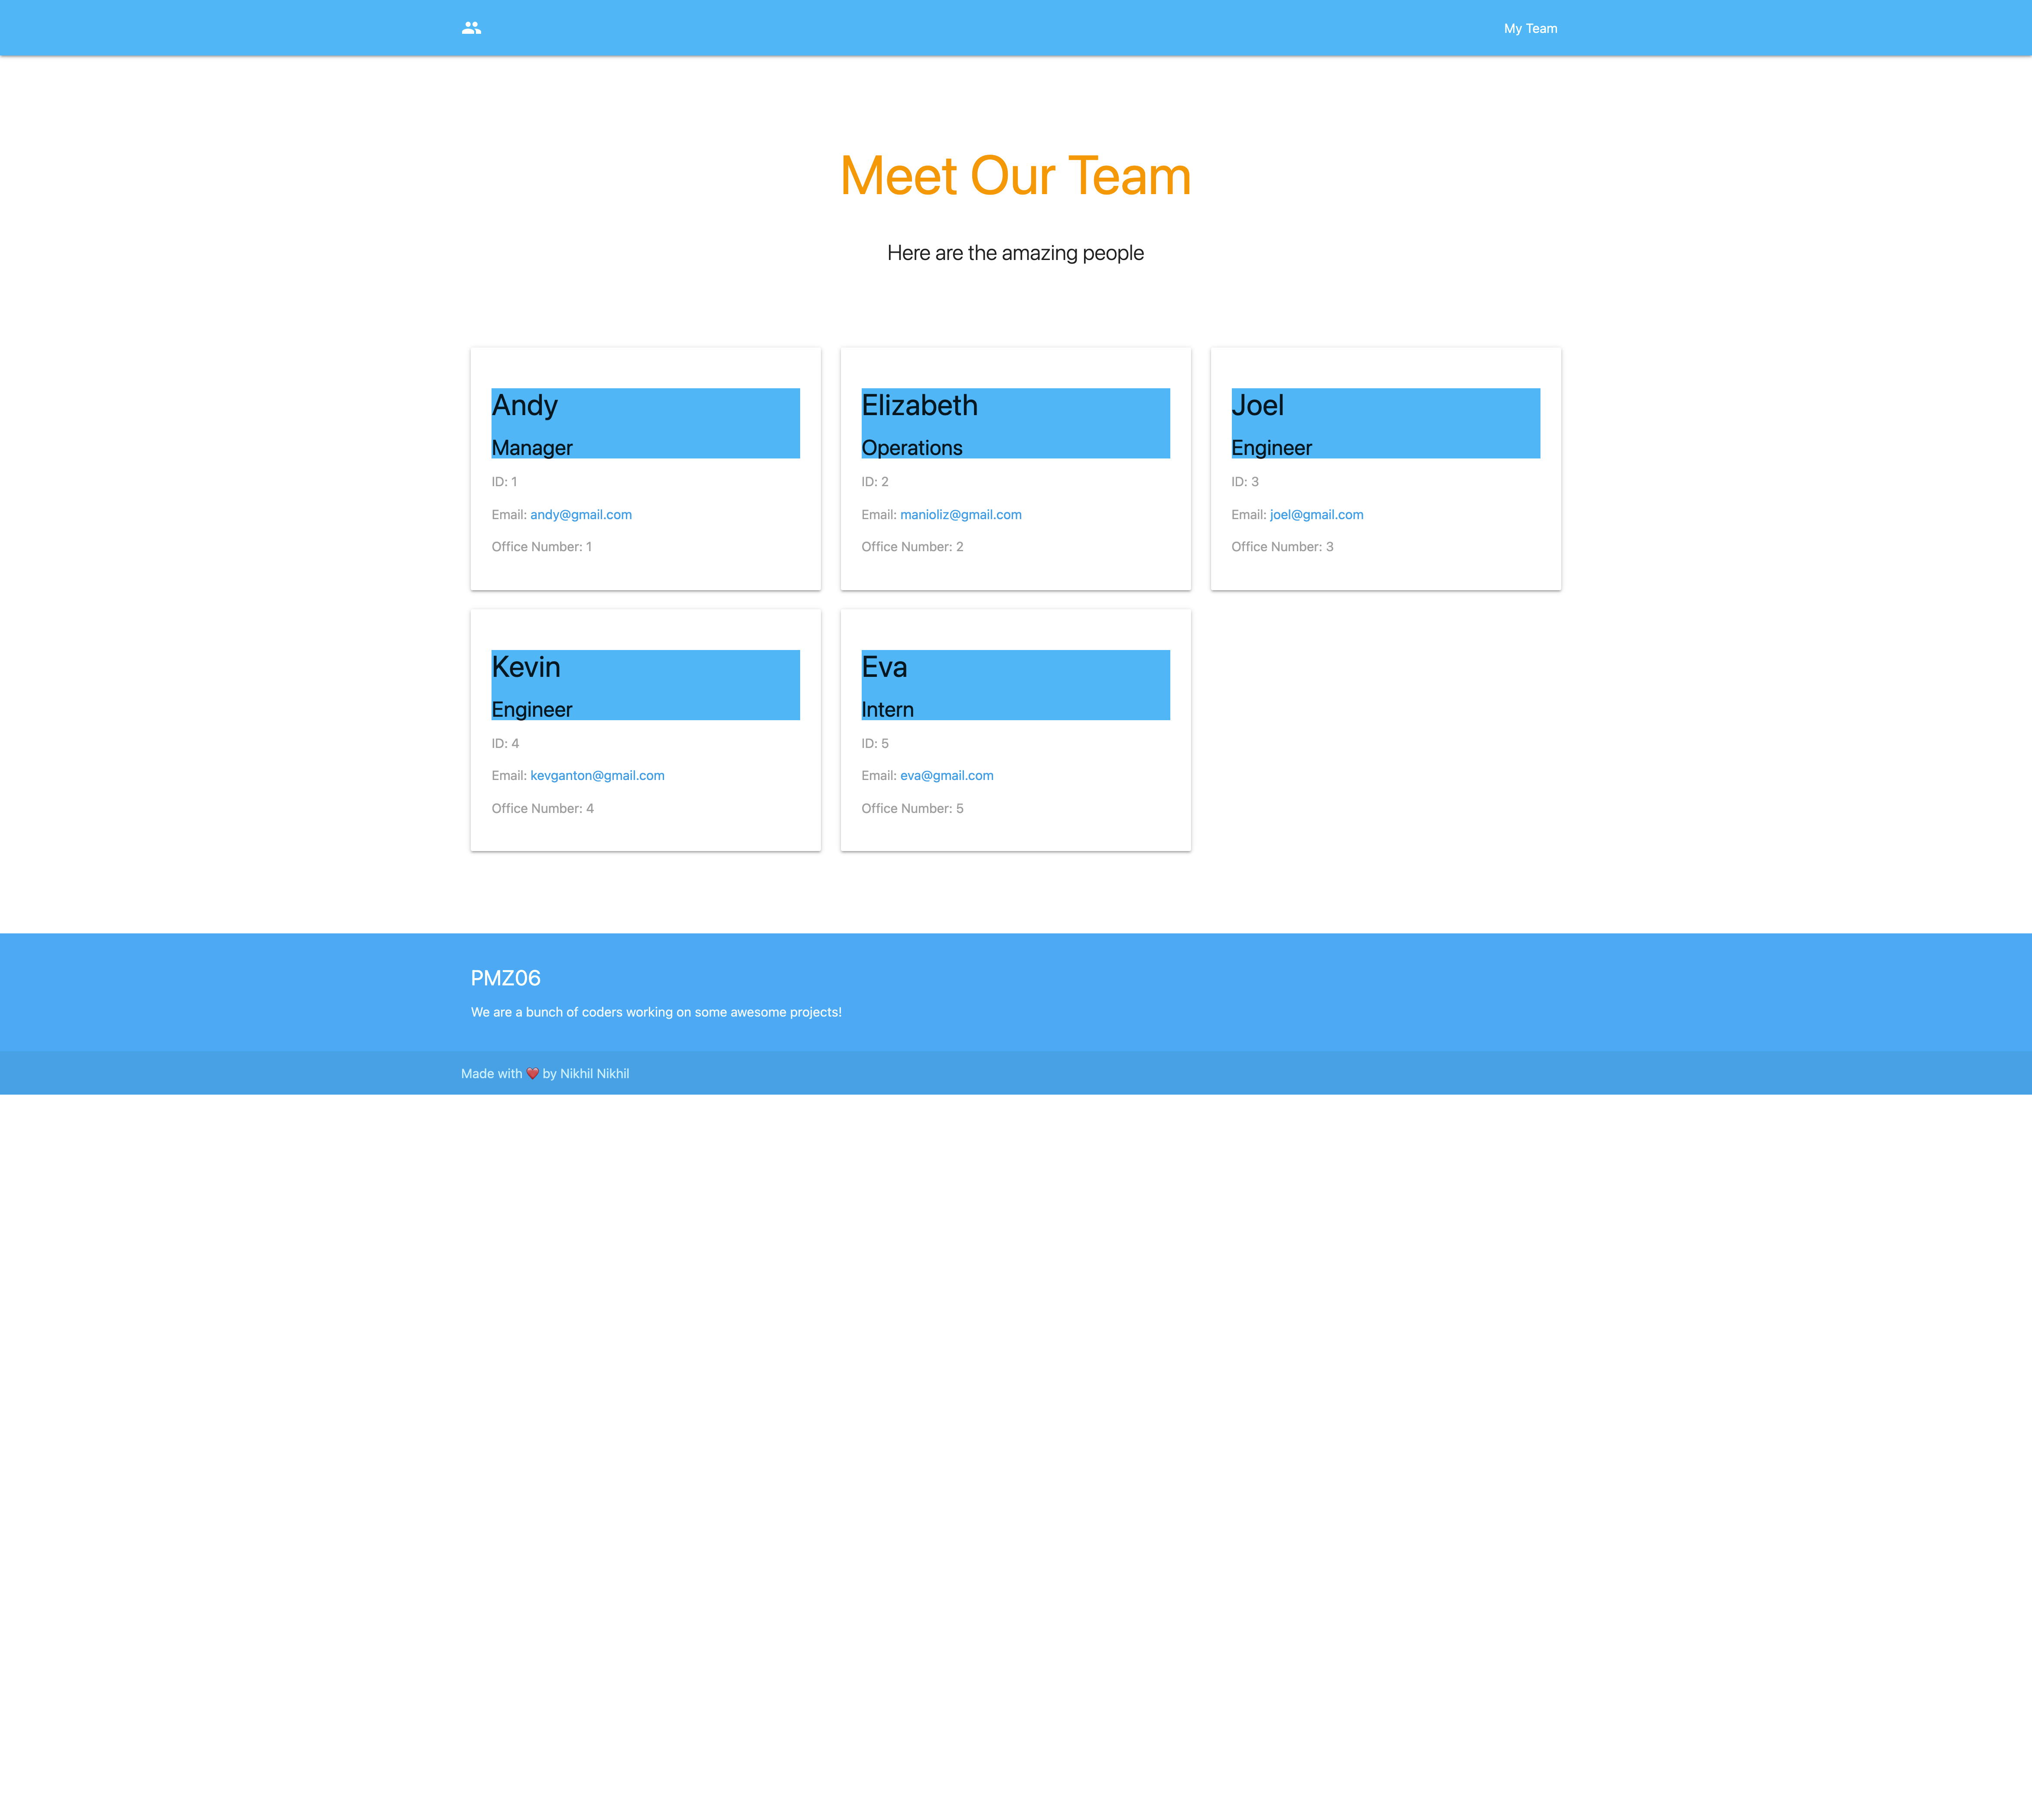 My Team
Meet Our Team
Here are the amazing people
Andy
Manager
ID: 1
Email: andy@gmail.com
Office Number: 1
Elizabeth
Operations
ID: 2
Email: manioliz@gmail.com
Office Number: 2
Joel
Engineer
ID: 3
Email: joel@gmail.com
Office Number: 3
Kevin
Engineer
ID: 4
Email: kevganton@gmail.com
Office Number: 4
Eva
Intern
ID: 5
Email: eva@gmail.com
Office Number: 5
PMZ06
We are a bunch of coders working on some awesome projects!
Made with ❤️ by Nikhil Nikhil